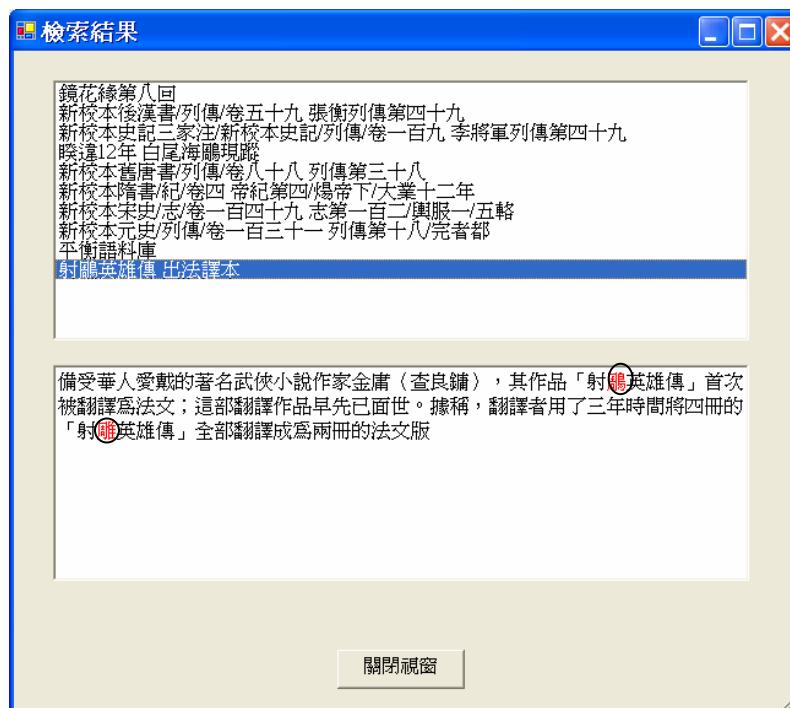 檢索結果
鏡花緣第八回
新校本後漢書/列傳/卷五十九 張衡列傳第四十九
新校本史記三家注/新校本史記/列傳/卷一百九 李將軍列傳第四十九
睽違12年 白尾海鵰現蹤
新校本舊唐書/列傳/卷八十八 列傳第三十八
新校本隋書/紀/卷四 帝紀第四/煬帝下/大業十二年
新校本宋史/志/卷一百四十九 志第一百二/輿服一/五輅
新校本元史/列傳/卷一百三十一 列傳第十八/完者都
平衡語料庫
射鵰英雄傳 出法譯本
備受華人愛戴的著名武俠小說作家金庸（查良鏞），其作品「射鵰英雄傳」首次
被翻譯爲法文；這部翻譯作品早先已面世。據稱，翻譯者用了三年時間將四冊的
「射雕英雄傳」全部翻譯成爲兩冊的法文版
關閉視窗